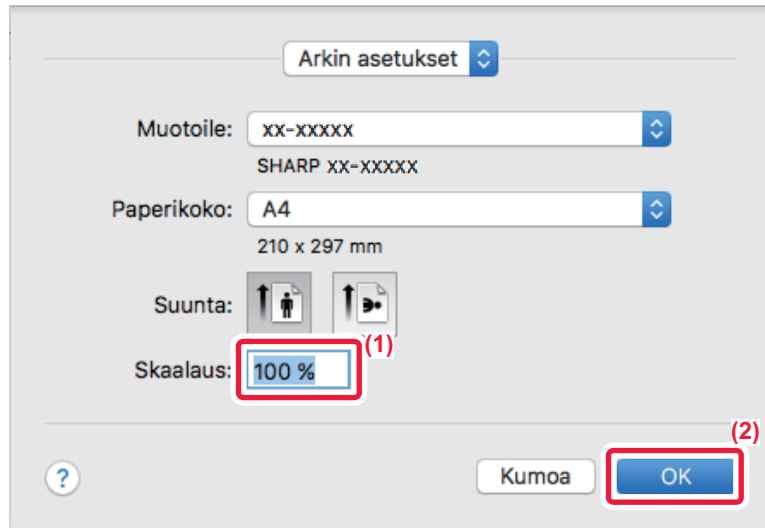 Arkin asetukset
Muotoile: xx-xxxxx
SHARP xx-xxxxx
Paperikoko: A4
210 x 297 mm
Suunta:
(1)
Skaalaus: 100 %
(2)
? Kumoa OK